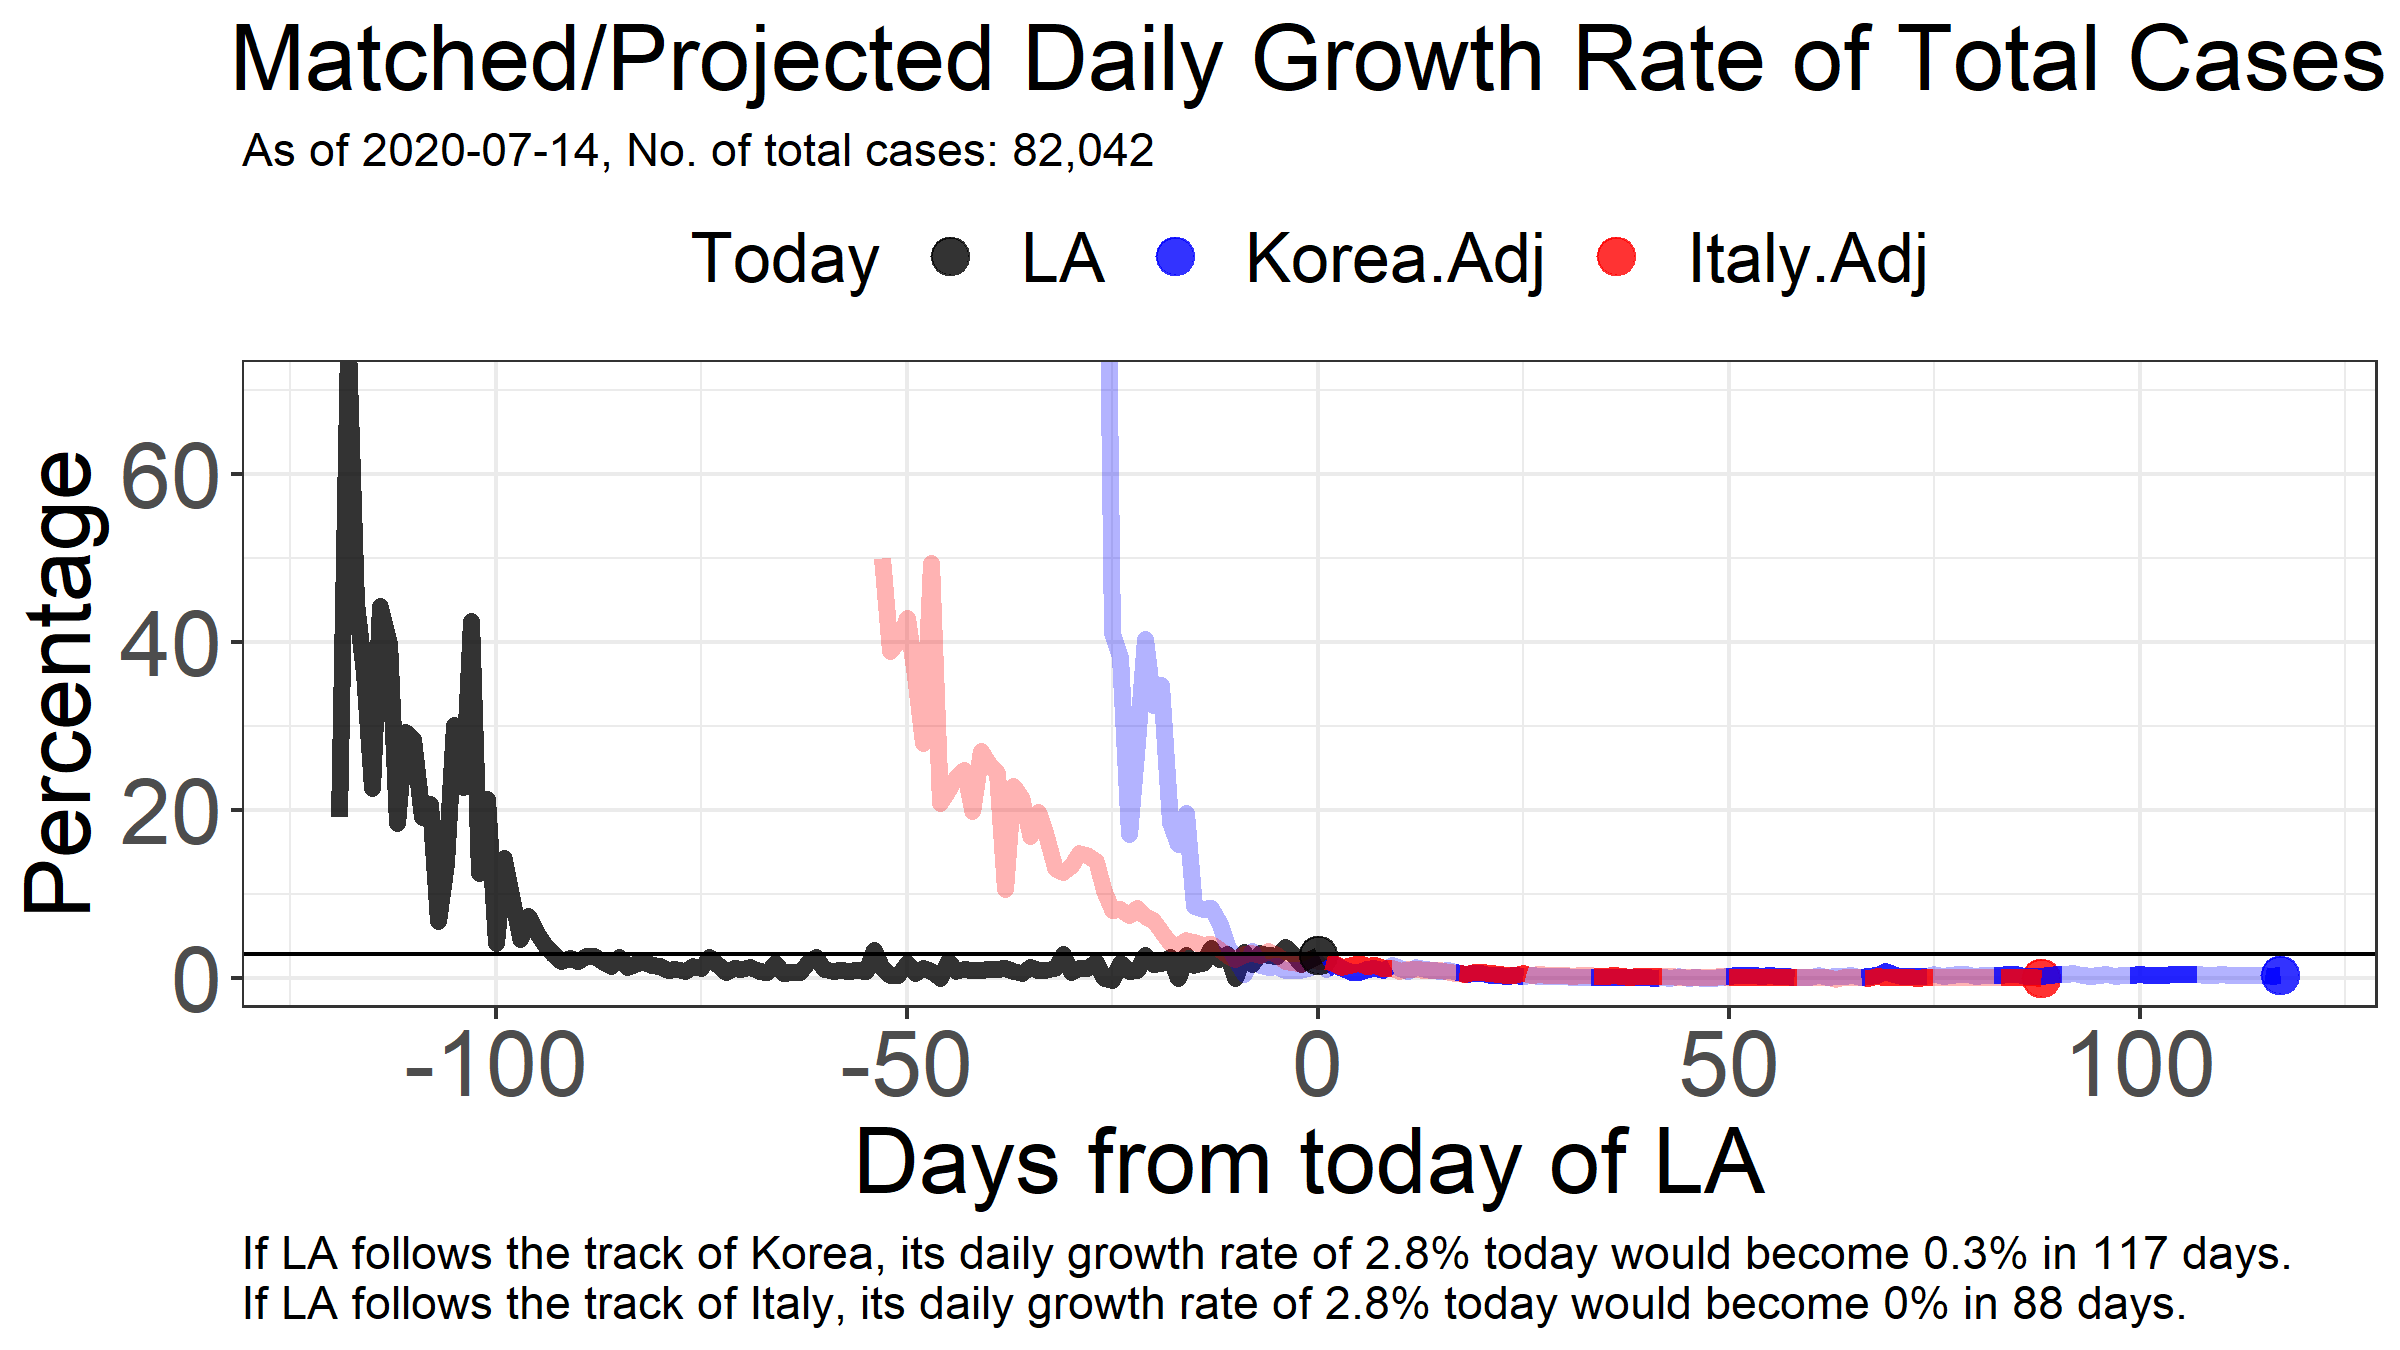 Matched/Projected Daily Growth Rate of Total Cases
As of 2020-07-14, No. of total cases: 82,042
Today LA Korea.Adj Italy.Adj
Percentage
60
40
20
0
-100 -50 0 50 100
Days from today of LA
If LA follows the track of Korea, its daily growth rate of 2.8% today would become 0.3% in 117 days.
If LA follows the track of Italy, its daily growth rate of 2.8% today would become 0% in 88 days.